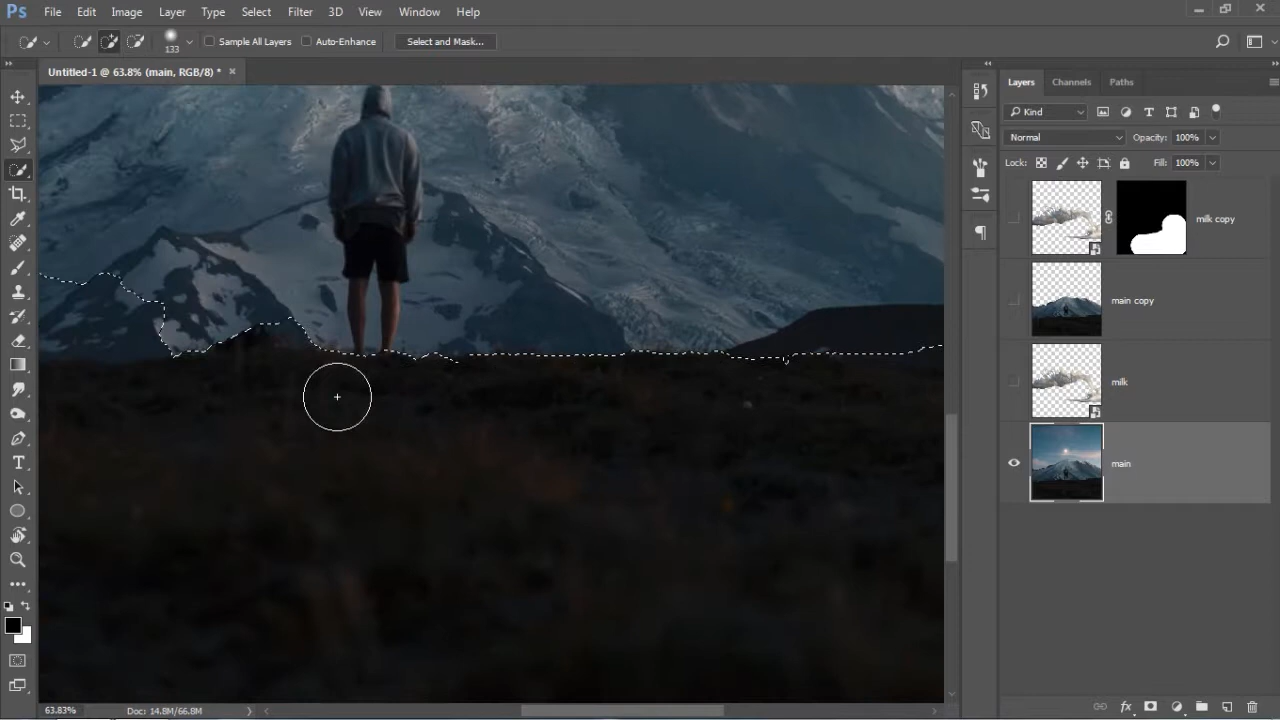 Ps File Edit Image Layer Type Select Filter 3D View Window Help
133 Sample All Layers Auto-Enhance Select and Mask...
Untitled-1 @ 63.8% (main, RGB/8) * ×
Layers Channels Paths
Kind
Normal Opacity: 100%
Lock: Fill: 100%
milk copy
main copy
milk
main
63.83% Doc: 14.8M/66.8M